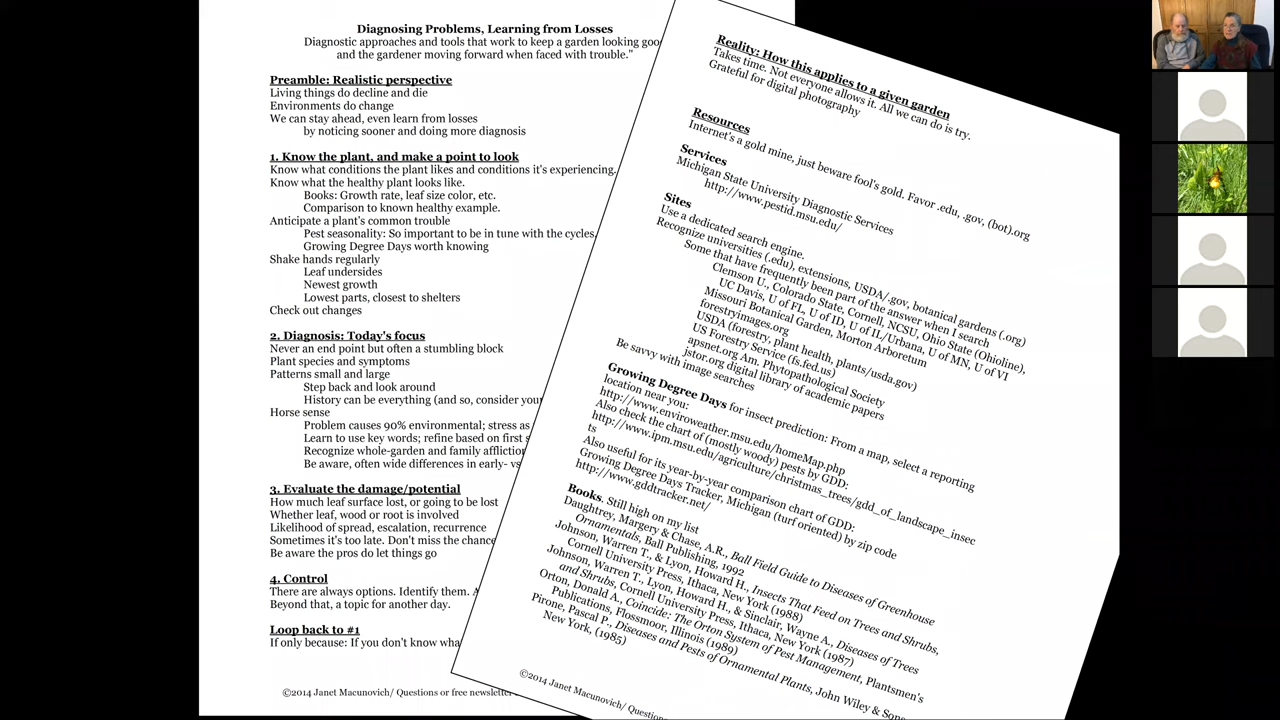 Diagnosing Problems, Learning from Losses
Diagnostic approaches and tools that work to keep a garden looking goo
and the gardener moving forward when faced with trouble."
Preamble: Realistic perspective
Living things do decline and die
Environments do change
We can stay ahead, even learn from losses
by noticing sooner and doing more diagnosis
1. Know the plant, and make a point to look
Know what conditions the plant likes and conditions it's experiencing.
Know what the healthy plant looks like.
Books: Growth rate, leaf size color, etc.
Comparison to known healthy example.
Anticipate a plant's common trouble
Pest seasonality: So important to be in tune with the cycles.
Growing Degree Days worth knowing
Shake hands regularly
Leaf undersides
Newest growth
Lowest parts, closest to shelters
Check out changes
2. Diagnosis: Today's focus
Never an end point but often a stumbling block
Plant species and symptoms
Patterns small and large
Step back and look around
History can be everything (and so, consider your
Horse sense
Problem causes 90% environmental; stress as
Learn to use key words; refine based on first s
Recognize whole-garden and family affliction
Be aware, often wide differences in early- vs
3. Evaluate the damage/potential
How much leaf surface lost, or going to be lost
Whether leaf, wood or root is involved
Likelihood of spread, escalation, recurrence
Sometimes it's too late. Don't miss the chance
Be aware the pros do let things go
4. Control
There are always options. Identify them. A
Beyond that, a topic for another day.
Loop back to #1
If only because: If you don't know wha
©2014 Janet Macunovich/ Questions or free newsletter
Reality: How this applies to a given garden
Takes time. Not everyone allows it. All we can do is try.
Grateful for digital photography
Resources
Internet's a gold mine, just beware fool's gold. Favor .edu, .gov, (bot).org
Services
Michigan State University Diagnostic Services
http://www.pestid.msu.edu/
Sites
Use a dedicated search engine.
Recognize universities (.edu), extensions, USDA/.gov, botanical gardens (.org)
Some that have frequently been part of the answer when I search
Clemson U., Colorado State, Cornell, NCSU, Ohio State (Ohioline),
UC Davis, U of FL, U of ID, U of IL/Urbana, U of MN, U of VI
Missouri Botanical Garden, Morton Arboretum
forestryimages.org
USDA (forestry, plant health, plants/usda.gov)
US Forestry Service (fs.fed.us)
apsnet.org Am. Phytopathological Society
jstor.org digital library of academic papers
Be savvy with image searches
Growing Degree Days for insect prediction: From a map, select a reporting
location near you:
http://www.enviroweather.msu.edu/homeMap.php
Also check the chart of (mostly woody) pests by GDD:
http://www.ipm.msu.edu/agriculture/christmas_trees/gdd_of_landscape_insec
ts
Also useful for its year-by-year comparison chart of GDD:
Growing Degree Days Tracker, Michigan (turf oriented) by zip code
http://www.gddtracker.net/
Books. Still high on my list
Daughtrey, Margery & Chase, A.R., Ball Field Guide to Diseases of Greenhouse
Ornamentals, Ball Publishing, 1992
Johnson, Warren T., & Lyon, Howard H., Insects That Feed on Trees and Shrubs,
Cornell University Press, Ithaca, New York (1988)
Johnson, Warren T., Lyon, Howard H., & Sinclair, Wayne A., Diseases of Trees
and Shrubs, Cornell University Press, Ithaca, New York (1987)
Orton, Donald A., Coincide: The Orton System of Pest Management, Plantsmen's
Publications, Flossmoor, Illinois (1989)
Pirone, Pascal P., Diseases and Pests of Ornamental Plants, John Wiley & Sons
New York, (1985)
©2014 Janet Macunovich/ Questions